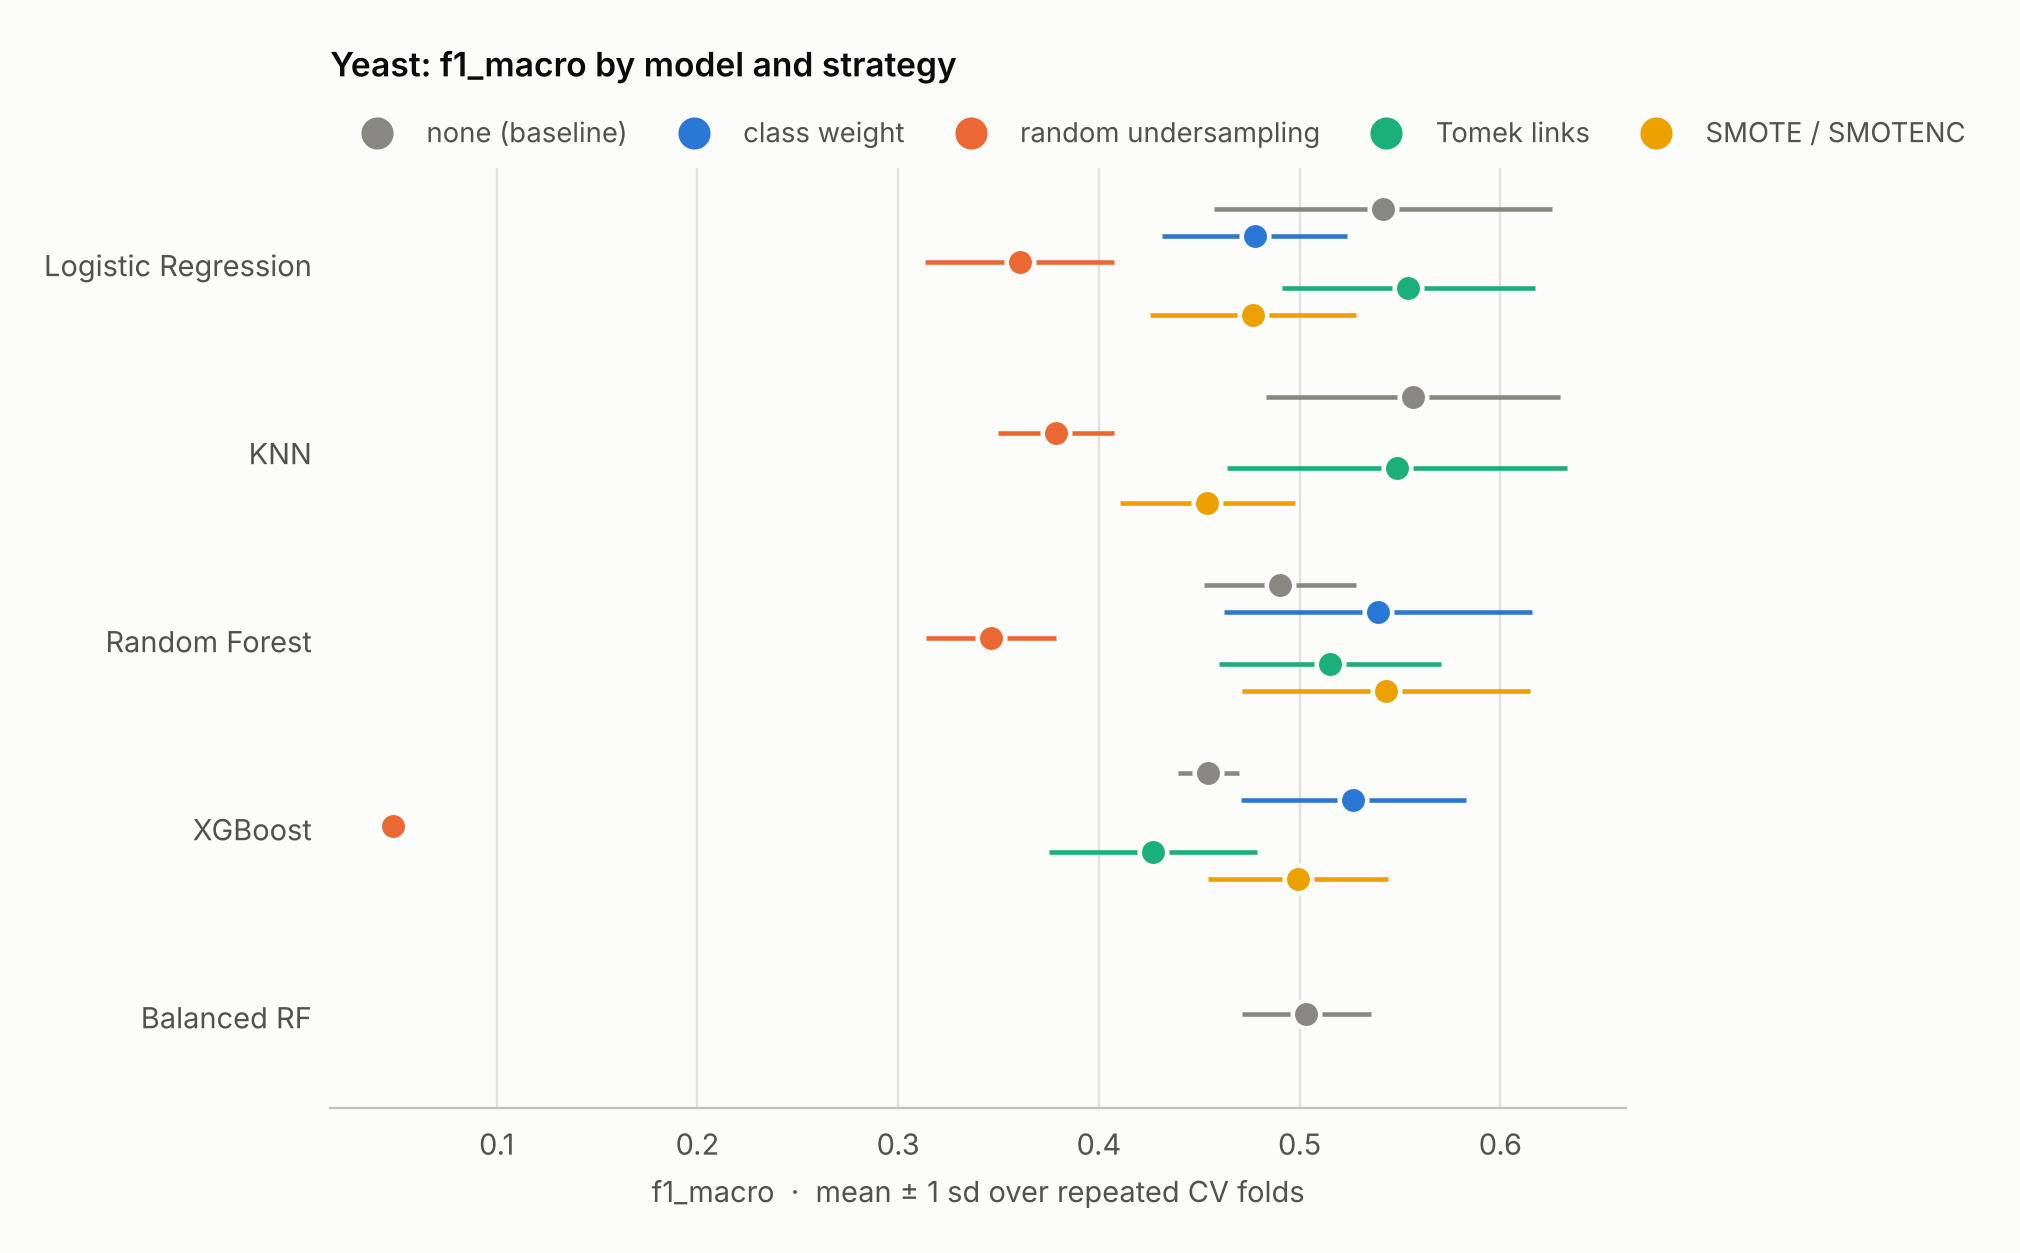 Yeast: f1_macro by model and strategy
none (baseline) class weight random undersampling Tomek links SMOTE / SMOTENC
Logistic Regression
KNN
Random Forest
XGBoost
Balanced RF
0.1 0.2 0.3 0.4 0.5 0.6
f1_macro · mean ± 1 sd over repeated CV folds